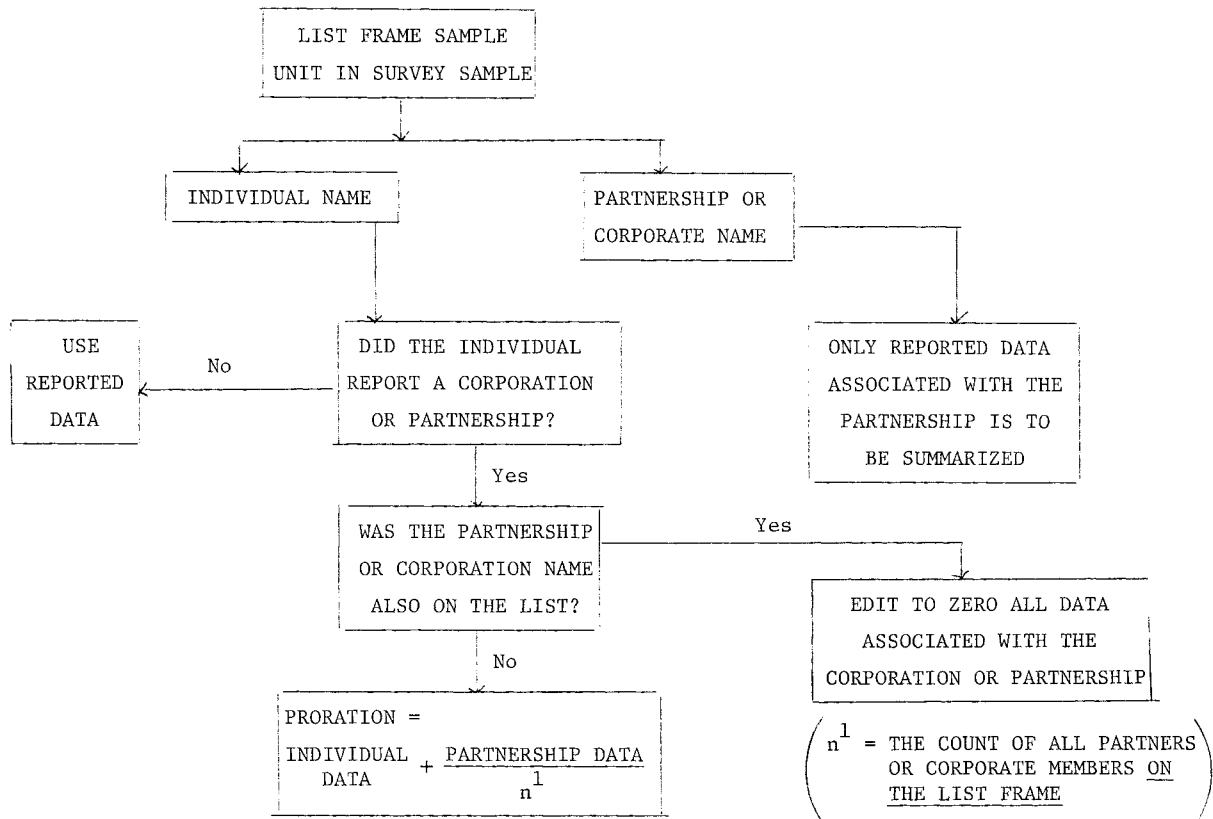 LIST FRAME SAMPLE
UNIT IN SURVEY SAMPLE
INDIVIDUAL NAME
PARTNERSHIP OR
CORPORATE NAME
USE
REPORTED
DATA
No
DID THE INDIVIDUAL
REPORT A CORPORATION
OR PARTNERSHIP?
ONLY REPORTED DATA
ASSOCIATED WITH THE
PARTNERSHIP IS TO
BE SUMMARIZED
Yes
WAS THE PARTNERSHIP
OR CORPORATION NAME
ALSO ON THE LIST?
Yes
EDIT TO ZERO ALL DATA
ASSOCIATED WITH THE
CORPORATION OR PARTNERSHIP
No
PRORATION =
INDIVIDUAL DATA + PARTNERSHIP DATA / n¹
(n¹ = THE COUNT OF ALL PARTNERS
OR CORPORATE MEMBERS ON
THE LIST FRAME)